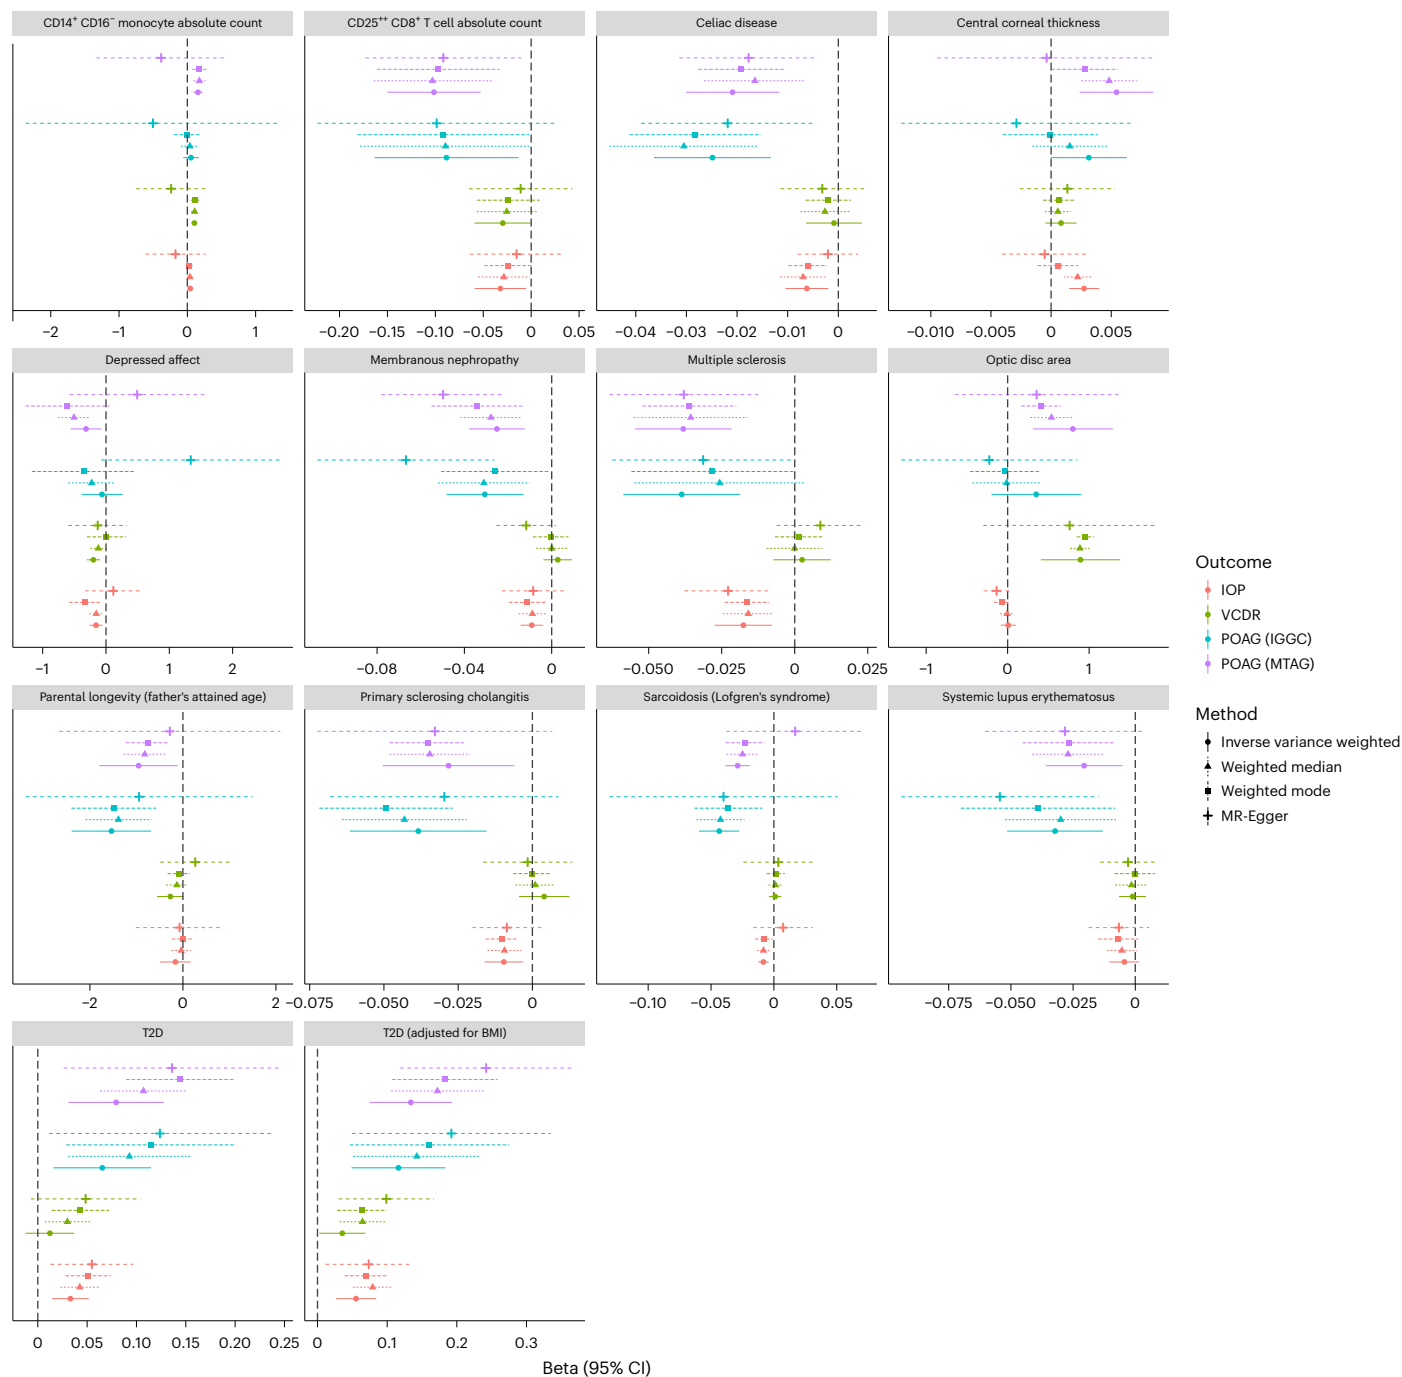 CD14⁺ CD16⁻ monocyte absolute count
CD25⁺⁺ CD8⁺ T cell absolute count
Celiac disease
Central corneal thickness
−2 −1 0 1
−0.20 −0.15 −0.10 −0.05 0 0.05
−0.04 −0.03 −0.02 −0.01 0
−0.010 −0.005 0 0.005
Depressed affect
Membranous nephropathy
Multiple sclerosis
Optic disc area
−1 0 1 2
−0.08 −0.04 0
−0.050 −0.025 0 0.025
−1 0 1
Outcome
IOP
VCDR
POAG (IGGC)
POAG (MTAG)
Method
Inverse variance weighted
Weighted median
Weighted mode
MR-Egger
Parental longevity (father's attained age)
Primary sclerosing cholangitis
Sarcoidosis (Lofgren's syndrome)
Systemic lupus erythematosus
−2 0 2
−0.075 −0.050 −0.025 0
−0.10 −0.05 0 0.05
−0.075 −0.050 −0.025 0
T2D
T2D (adjusted for BMI)
0 0.05 0.10 0.15 0.20 0.25
0 0.1 0.2 0.3
Beta (95% CI)